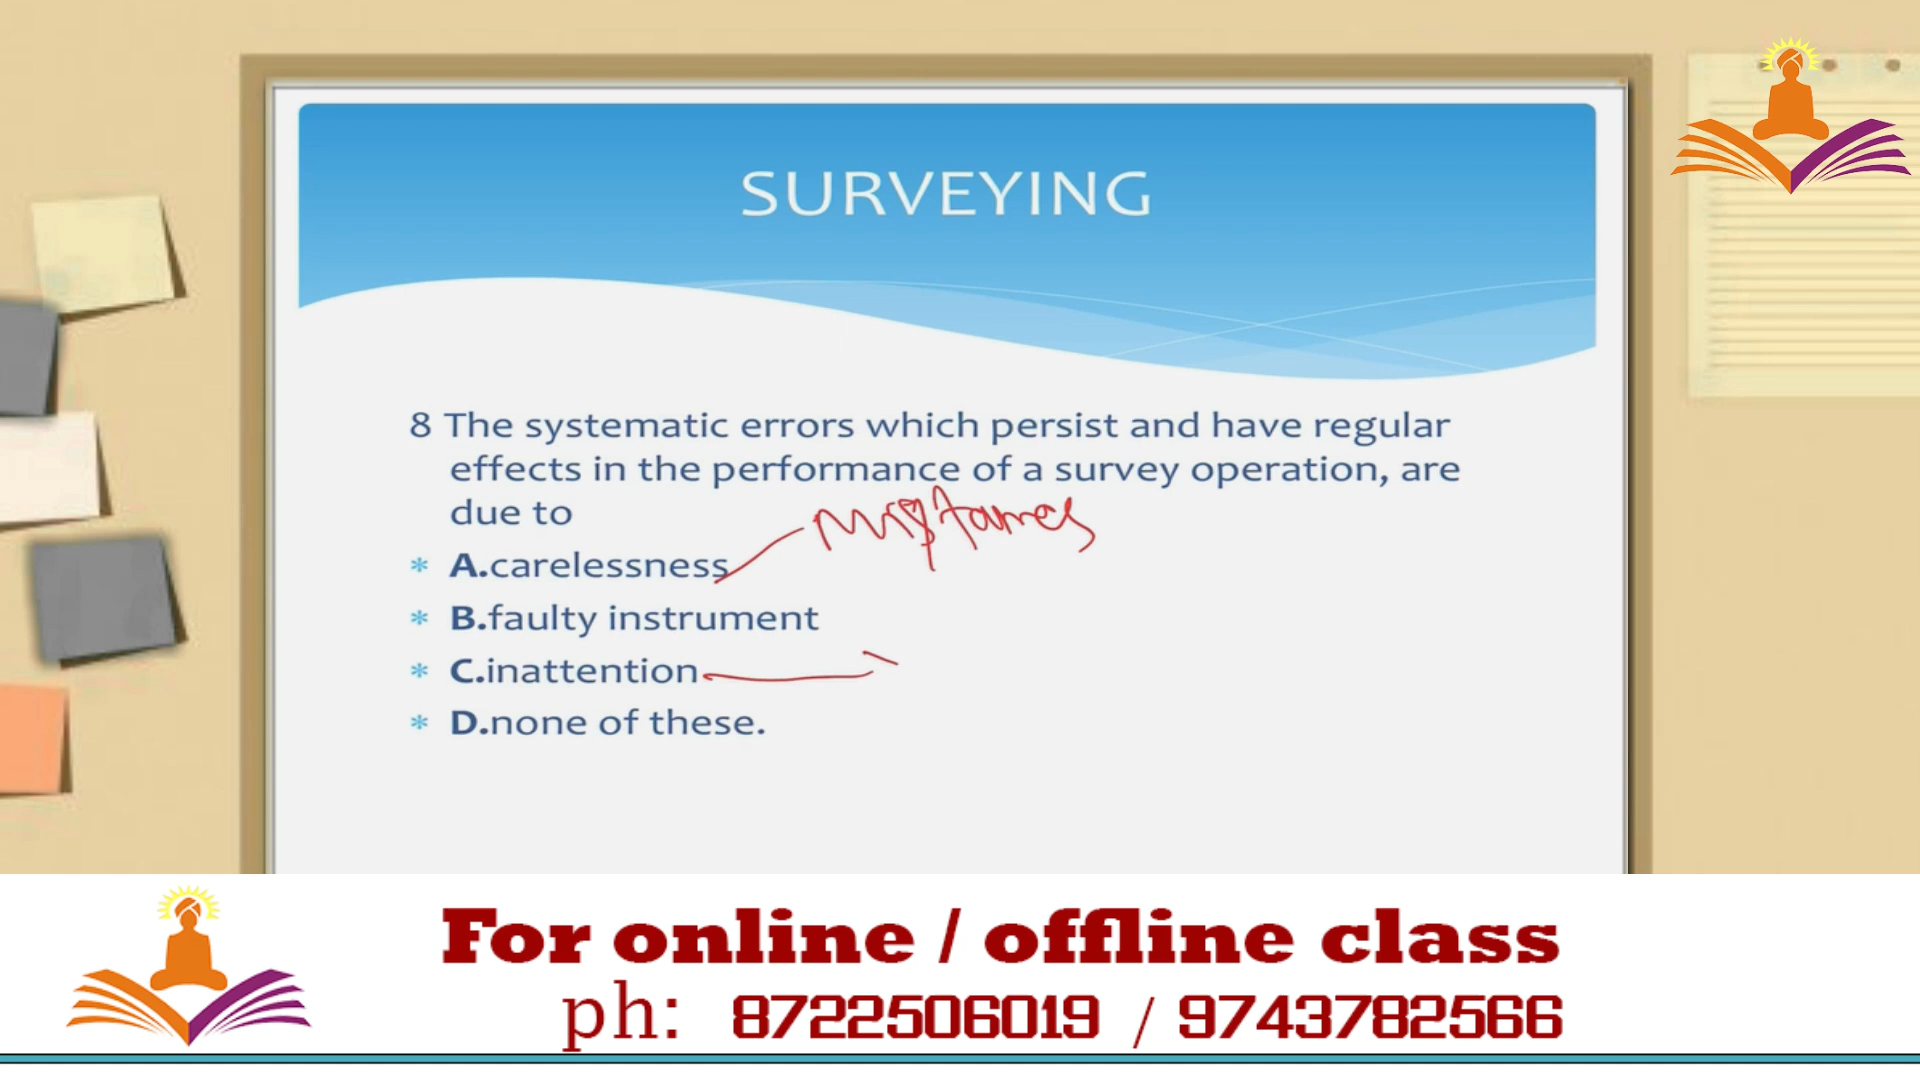 SURVEYING
8 The systematic errors which persist and have regular
effects in the performance of a survey operation, are
due to
* A.carelessness
* B.faulty instrument
* C.inattention
* D.none of these.
For online / offline class
ph: 8722506019 / 9743782566